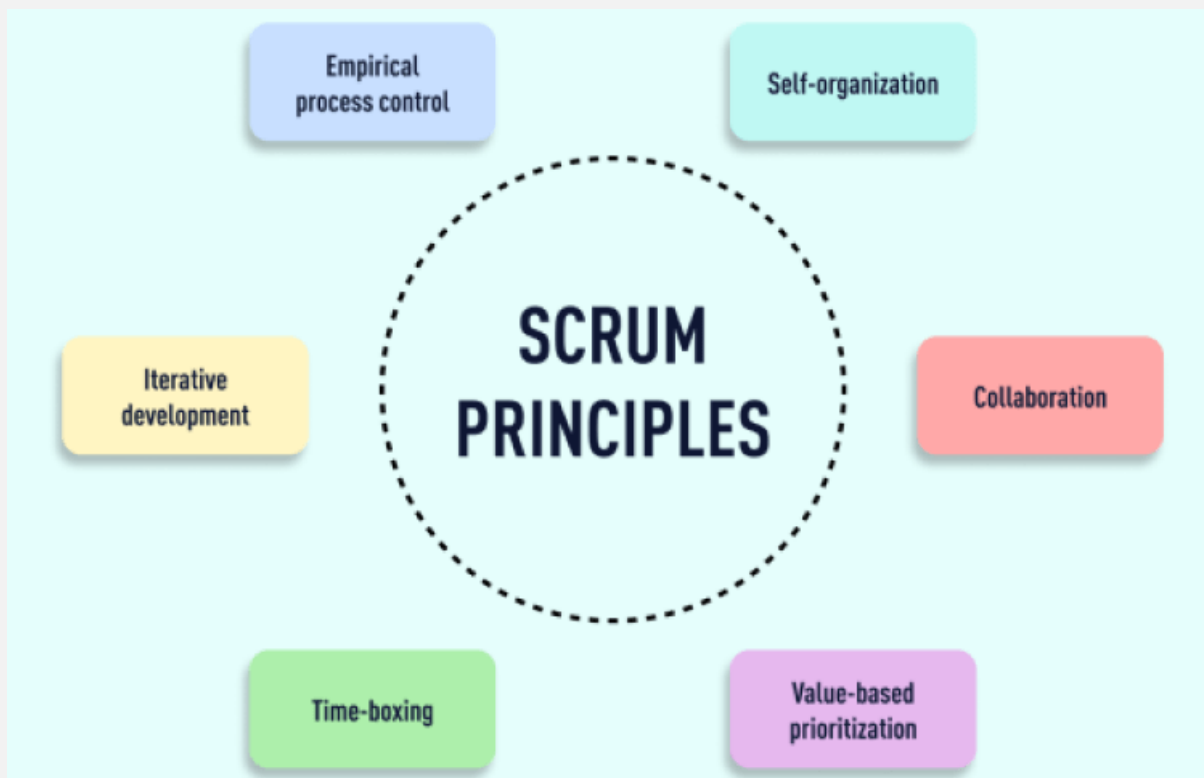 Empirical
process control
Self-organization
SCRUM
PRINCIPLES
Iterative
development
Collaboration
Time-boxing
Value-based
prioritization